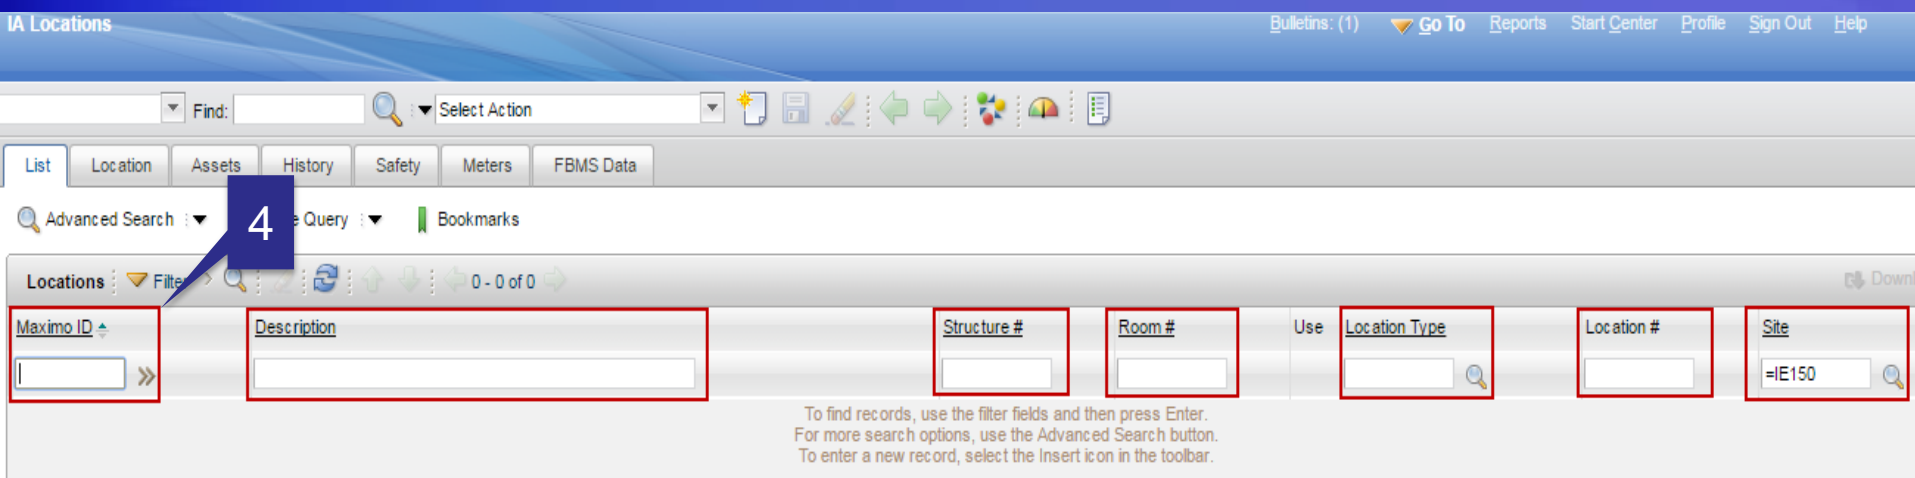 IA Locations
Bulletins: (1) Go To Reports Start Center Profile Sign Out Help
Find: Select Action
List Location Assets History Safety Meters FBMS Data
Advanced Search Query Bookmarks
4
Locations Filter 0 - 0 of 0
Maximo ID Description Structure # Room # Use Location Type Location # Site
=IE150
To find records, use the filter fields and then press Enter.
For more search options, use the Advanced Search button.
To enter a new record, select the Insert icon in the toolbar.